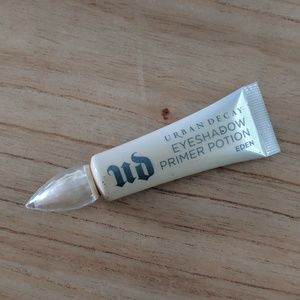 UD
URBAN DECAY
EYESHADOW
PRIMER POTION
EDEN